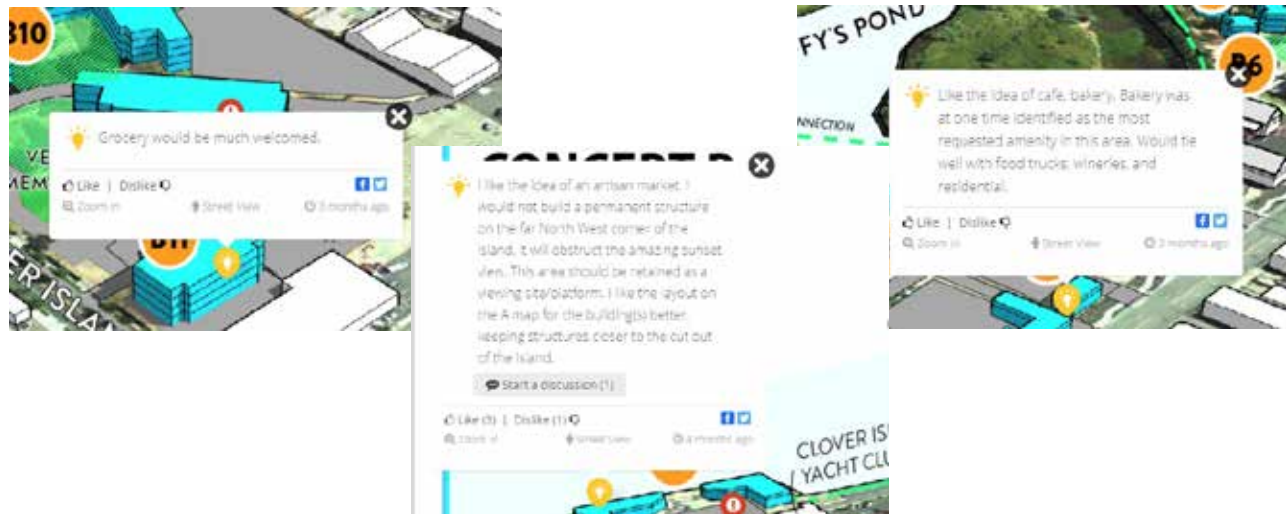 B10
Grocery would be much welcomed.
Like | Dislike
Zoom in Street View 3 months ago
VE
MEM
B11
ER ISLA
CONCEPT B
I like the idea of an artisan market. I
would not build a permanent structure
on the far North West corner of the
island, it will obstruct the amazing sunset
view. This area should be retained as a
viewing site/platform. I like the layout on
the A map for the building(s) better,
keeping structures closer to the cut out
of the island.
Start a discussion (1)
Like (3) | Dislike (1)
Zoom in Street View 4 months ago
CLOVER IS
/ YACHT CLU
FY'S POND
NNECTION
B6
Like the idea of cafe, bakery. Bakery was
at one time identified as the most
requested amenity in this area. Would tie
well with food trucks, wineries, and
residential.
Like | Dislike
Zoom in Street View 3 months ago